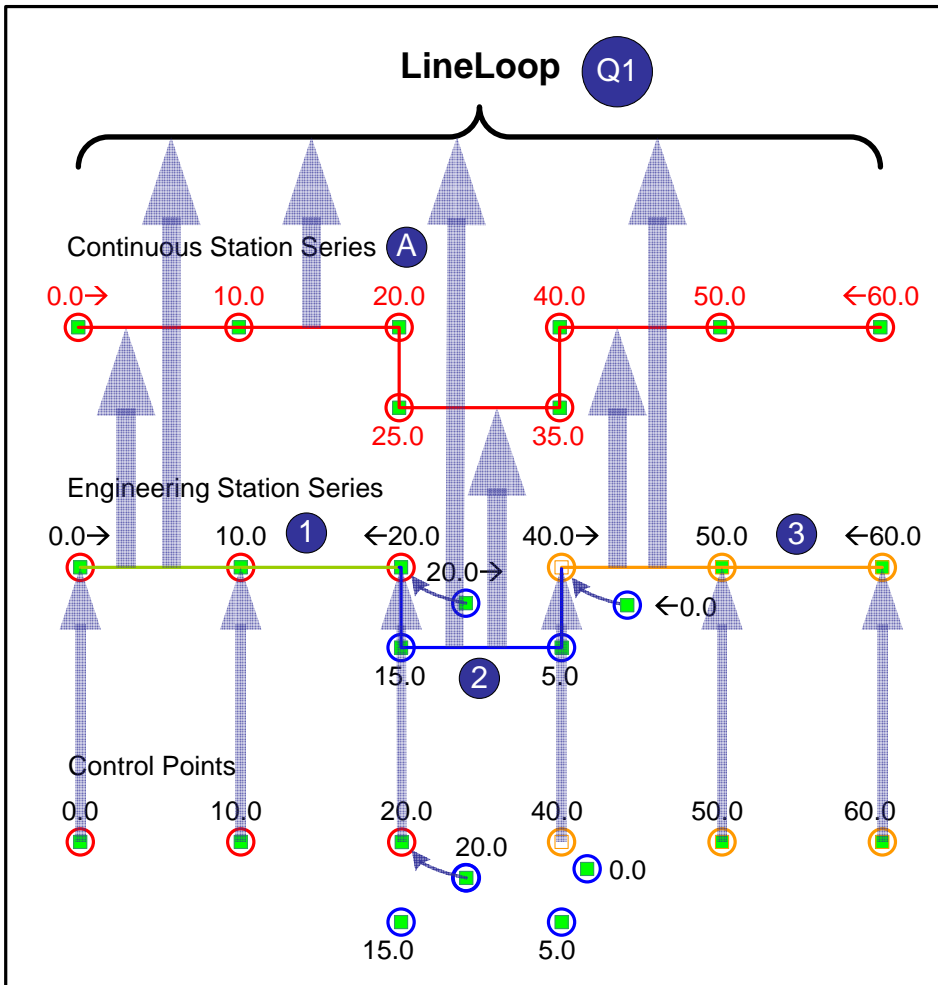 LineLoop Q1
Continuous Station Series A
0.0→ 10.0 20.0 40.0 50.0 ←60.0
25.0 35.0
Engineering Station Series
1 3
0.0→ 10.0 ←20.0 40.0→ 50.0 ←60.0
20.0→ ←0.0
15.0 2 5.0
Control Points
0.0 10.0 20.0 40.0 50.0 60.0
20.0 0.0
15.0 5.0